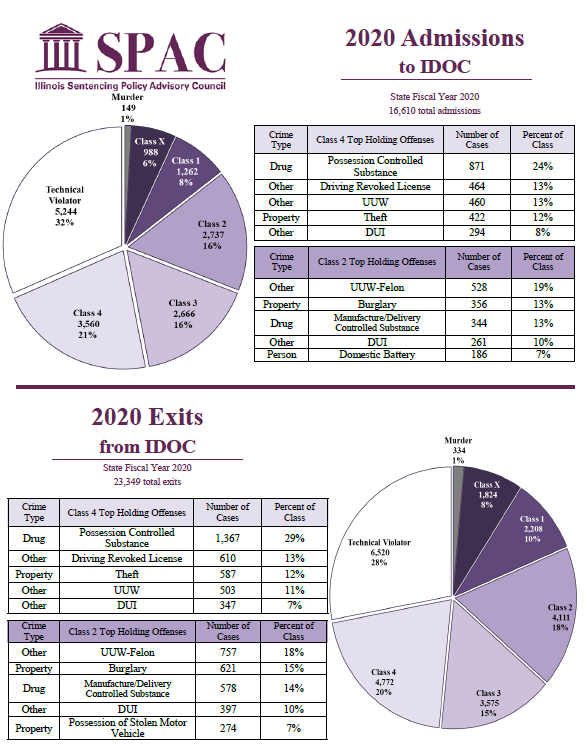 SPAC
Illinois Sentencing Policy Advisory Council
2020 Admissions
to IDOC
State Fiscal Year 2020
16,610 total admissions
Murder
149
1%
Class X
988
6%
Class 1
1,262
8%
Class 2
2,737
16%
Class 3
2,666
16%
Class 4
3,560
21%
Technical
Violator
5,244
32%
Crime Type Class 4 Top Holding Offenses Number of Cases Percent of Class
Drug Possession Controlled Substance 871 24%
Other Driving Revoked License 464 13%
Other UUW 460 13%
Property Theft 422 12%
Other DUI 294 8%
Crime Type Class 2 Top Holding Offenses Number of Cases Percent of Class
Other UUW-Felon 528 19%
Property Burglary 356 13%
Drug Manufacture/Delivery Controlled Substance 344 13%
Other DUI 261 10%
Person Domestic Battery 186 7%
2020 Exits
from IDOC
State Fiscal Year 2020
23,349 total exits
Crime Type Class 4 Top Holding Offenses Number of Cases Percent of Class
Drug Possession Controlled Substance 1,367 29%
Other Driving Revoked License 610 13%
Property Theft 587 12%
Other UUW 503 11%
Other DUI 347 7%
Crime Type Class 2 Top Holding Offenses Number of Cases Percent of Class
Other UUW-Felon 757 18%
Property Burglary 621 15%
Drug Manufacture/Delivery Controlled Substance 578 14%
Other DUI 397 10%
Property Possession of Stolen Motor Vehicle 274 7%
Murder
334
1%
Class X
1,824
8%
Class 1
2,208
10%
Class 2
4,111
18%
Class 3
3,575
15%
Class 4
4,772
20%
Technical Violator
6,520
28%